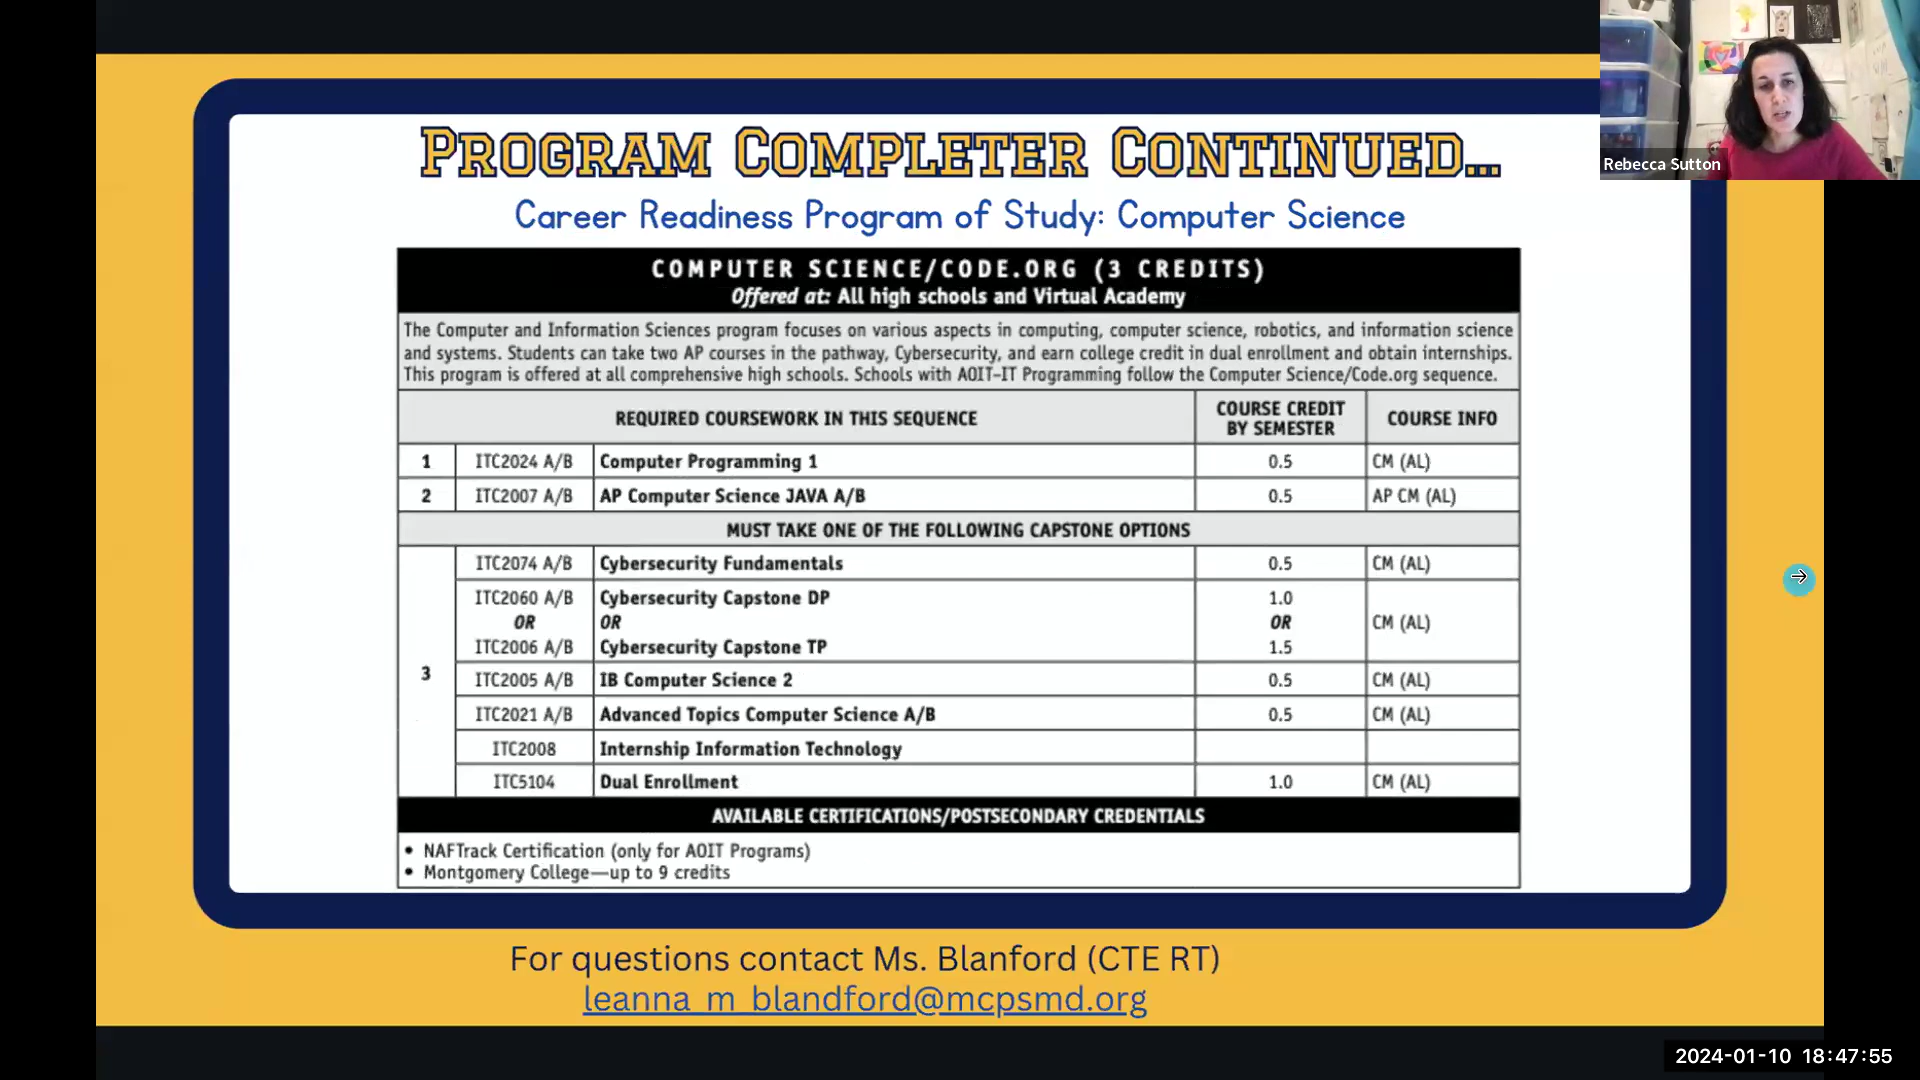 PROGRAM COMPLETER CONTINUED...
Rebecca Sutton
Career Readiness Program of Study: Computer Science
COMPUTER SCIENCE/CODE.ORG (3 CREDITS)
Offered at: All high schools and Virtual Academy
The Computer and Information Sciences program focuses on various aspects in computing, computer science, robotics, and information science
and systems. Students can take two AP courses in the pathway, Cybersecurity, and earn college credit in dual enrollment and obtain internships.
This program is offered at all comprehensive high schools. Schools with AOIT–IT Programming follow the Computer Science/Code.org sequence.
REQUIRED COURSEWORK IN THIS SEQUENCE
COURSE CREDIT
BY SEMESTER
COURSE INFO
1 ITC2024 A/B Computer Programming 1 0.5 CM (AL)
2 ITC2007 A/B AP Computer Science JAVA A/B 0.5 AP CM (AL)
MUST TAKE ONE OF THE FOLLOWING CAPSTONE OPTIONS
3
ITC2074 A/B Cybersecurity Fundamentals 0.5 CM (AL)
ITC2060 A/B Cybersecurity Capstone DP 1.0
OR OR OR CM (AL)
ITC2006 A/B Cybersecurity Capstone TP 1.5
ITC2005 A/B IB Computer Science 2 0.5 CM (AL)
ITC2021 A/B Advanced Topics Computer Science A/B 0.5 CM (AL)
ITC2008 Internship Information Technology
ITC5104 Dual Enrollment 1.0 CM (AL)
AVAILABLE CERTIFICATIONS/POSTSECONDARY CREDENTIALS
• NAFTrack Certification (only for AOIT Programs)
• Montgomery College—up to 9 credits
For questions contact Ms. Blanford (CTE RT)
leanna_m_blandford@mcpsmd.org
2024-01-10 18:47:55